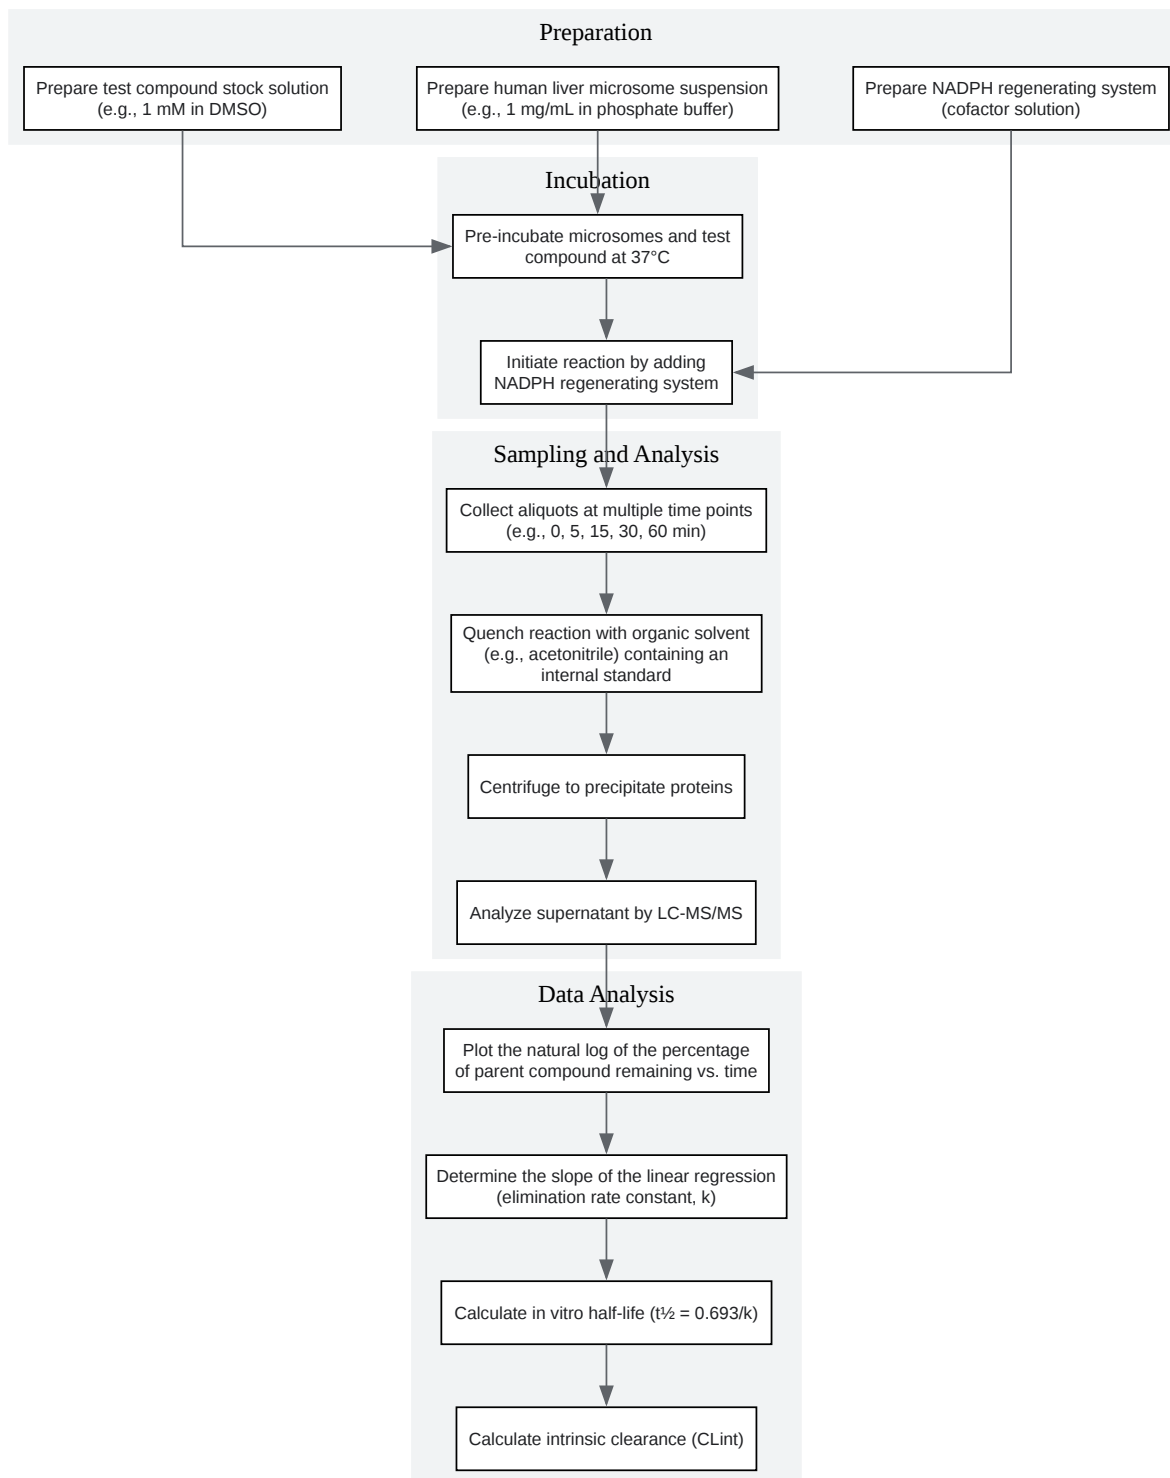 Preparation
Prepare test compound stock solution
(e.g., 1 mM in DMSO)
Prepare human liver microsome suspension
(e.g., 1 mg/mL in phosphate buffer)
Prepare NADPH regenerating system
(cofactor solution)
Incubation
Pre-incubate microsomes and test
compound at 37°C
Initiate reaction by adding
NADPH regenerating system
Sampling and Analysis
Collect aliquots at multiple time points
(e.g., 0, 5, 15, 30, 60 min)
Quench reaction with organic solvent
(e.g., acetonitrile) containing an
internal standard
Centrifuge to precipitate proteins
Analyze supernatant by LC-MS/MS
Data Analysis
Plot the natural log of the percentage
of parent compound remaining vs. time
Determine the slope of the linear regression
(elimination rate constant, k)
Calculate in vitro half-life (t½ = 0.693/k)
Calculate intrinsic clearance (CLint)